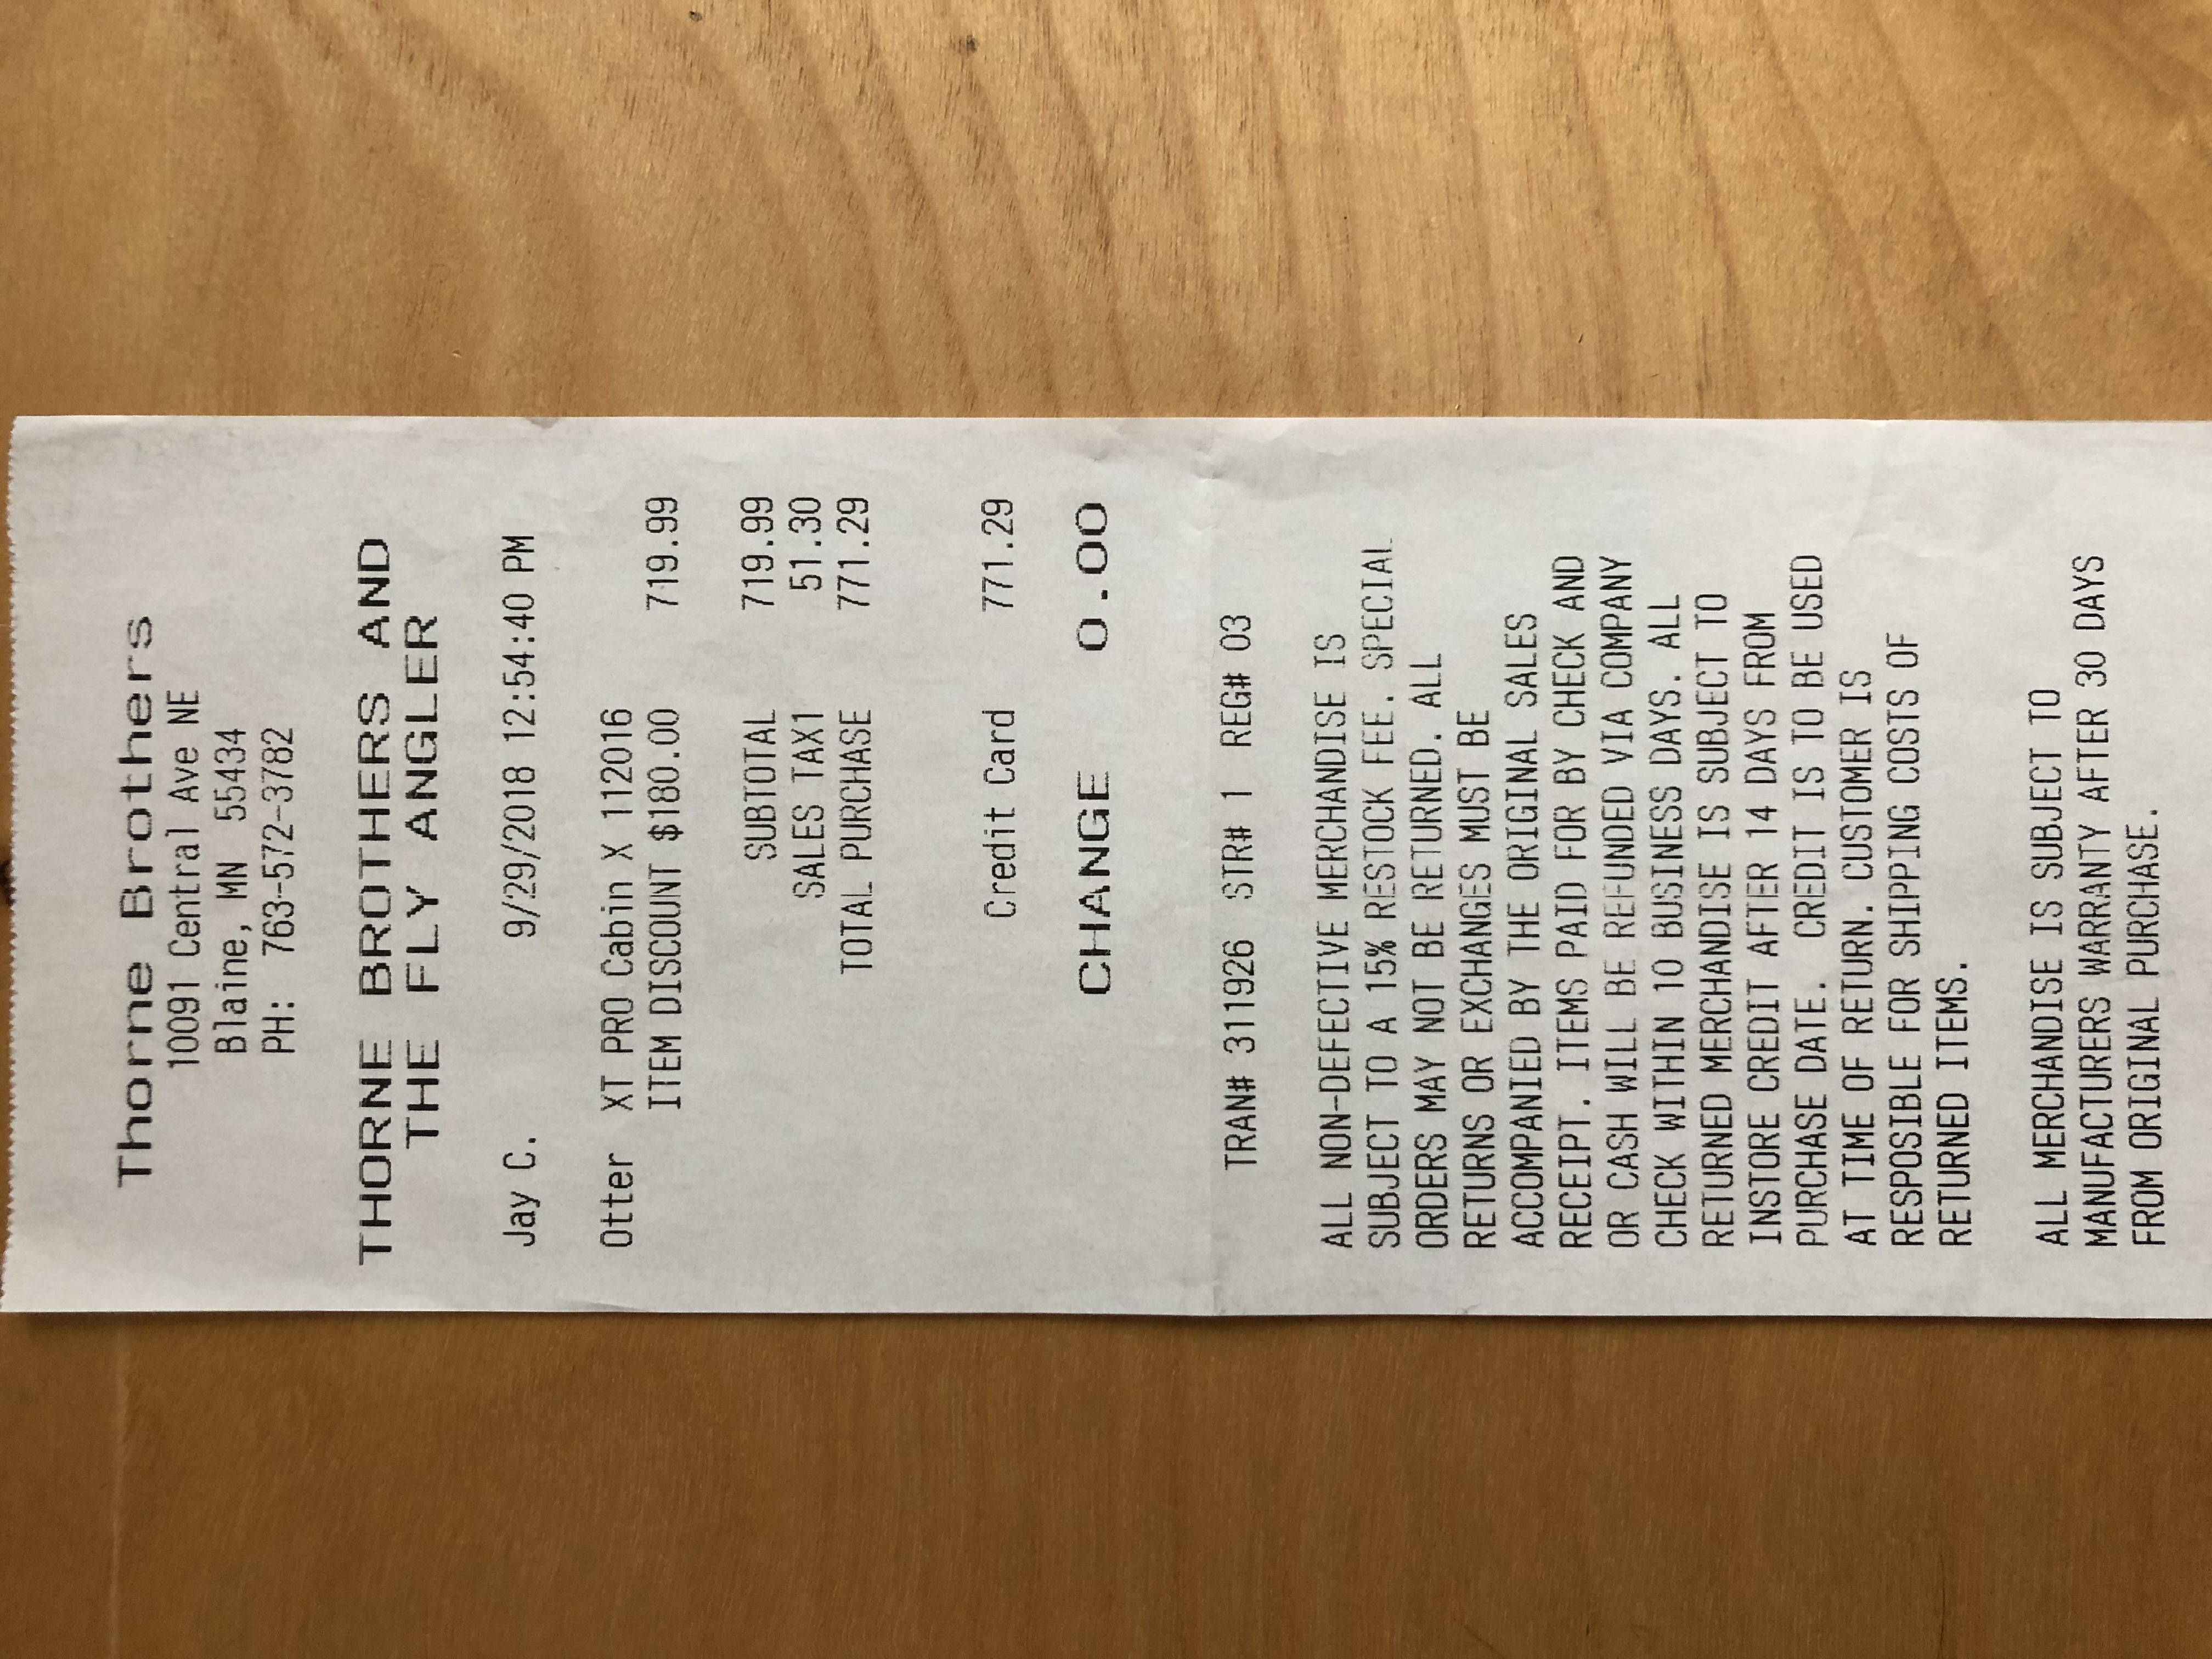 Thorne Brothers
10091 Central Ave NE
Blaine, MN 55434
PH: 763-572-3782
THORNE BROTHERS AND
THE FLY ANGLER
Jay C. 9/29/2018 12:54:40 PM
Otter XT PRO Cabin X 112016
ITEM DISCOUNT $180.00 719.99
SUBTOTAL 719.99
SALES TAX1 51.30
TOTAL PURCHASE 771.29
Credit Card 771.29
CHANGE 0.00
TRAN# 311926 STR# 1 REG# 03
ALL NON-DEFECTIVE MERCHANDISE IS
SUBJECT TO A 15% RESTOCK FEE. SPECIAL
ORDERS MAY NOT BE RETURNED. ALL
RETURNS OR EXCHANGES MUST BE
ACCOMPANIED BY THE ORIGINAL SALES
RECEIPT. ITEMS PAID FOR BY CHECK AND
OR CASH WILL BE REFUNDED VIA COMPANY
CHECK WITHIN 10 BUSINESS DAYS. ALL
RETURNED MERCHANDISE IS SUBJECT TO
INSTORE CREDIT AFTER 14 DAYS FROM
PURCHASE DATE. CREDIT IS TO BE USED
AT TIME OF RETURN. CUSTOMER IS
RESPOSIBLE FOR SHIPPING COSTS OF
RETURNED ITEMS.
ALL MERCHANDISE IS SUBJECT TO
MANUFACTURERS WARRANTY AFTER 30 DAYS
FROM ORIGINAL PURCHASE.